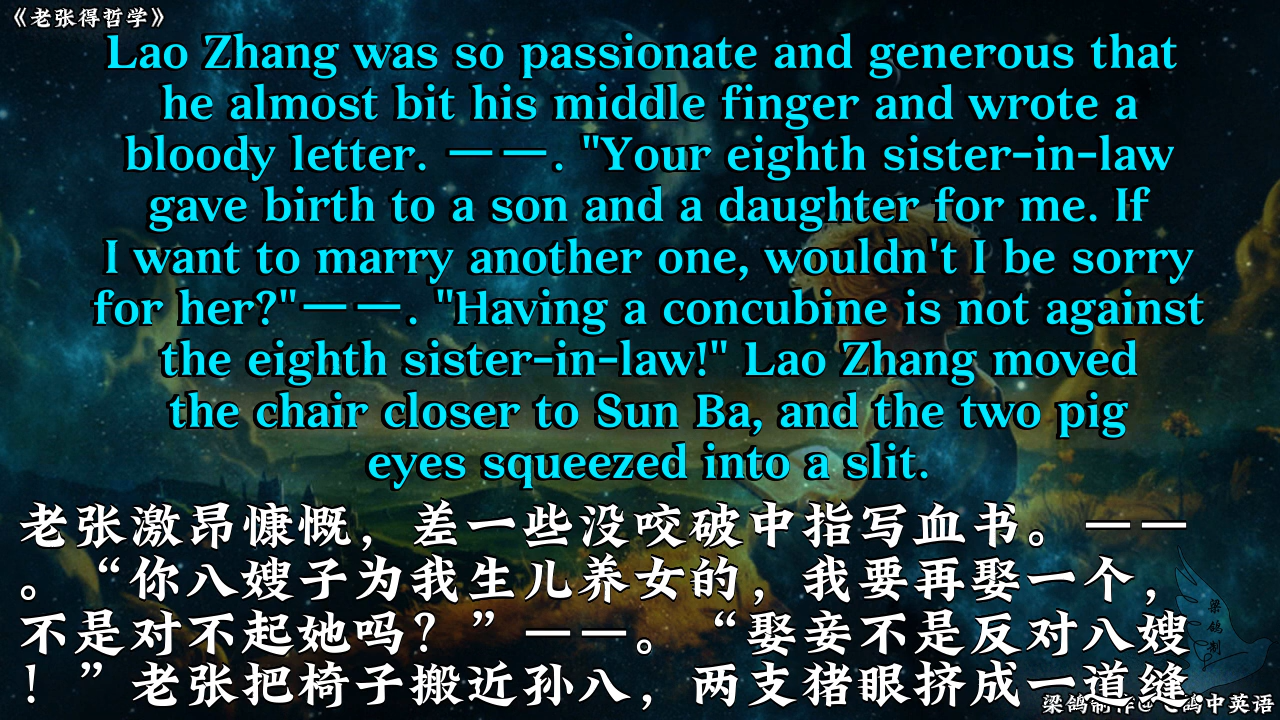 《老张得哲学》
Lao Zhang was so passionate and generous that
he almost bit his middle finger and wrote a
bloody letter. ——. "Your eighth sister-in-law
gave birth to a son and a daughter for me. If
I want to marry another one, wouldn't I be sorry
for her?"——. "Having a concubine is not against
the eighth sister-in-law!" Lao Zhang moved
the chair closer to Sun Ba, and the two pig
eyes squeezed into a slit.
老张激昂慷慨，差一些没咬破中指写血书。——
。“你八嫂子为我生儿养女的，我要再娶一个，
不是对不起她吗？”——。“娶妾不是反对八嫂
！”老张把椅子搬近孙八，两支猪眼挤成一道缝.
梁鸽制
梁鸽制作@ 鸽中英语